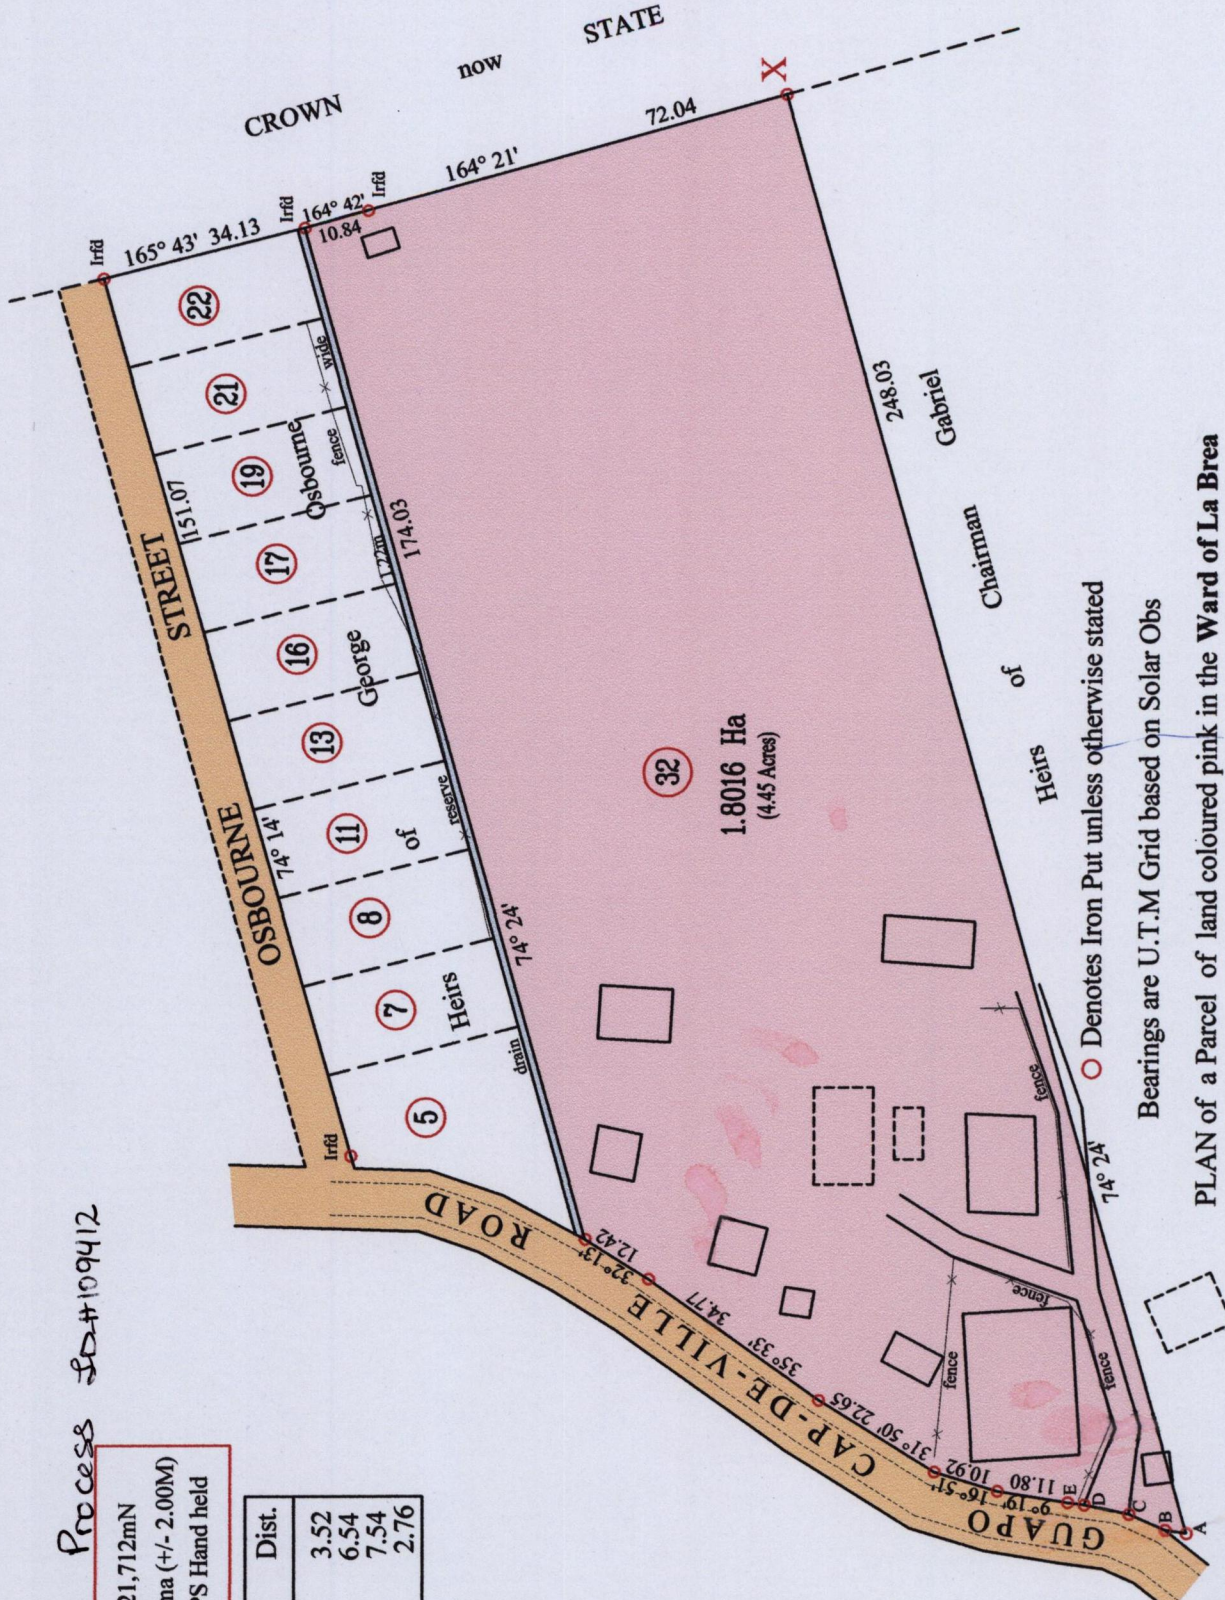 CROWN now STATE
X
72.04
164° 21'
Irfd
164° 42'
10.84
Irfd
165° 43' 34.13
Irfd
22
21
19
17
16
13
11
8
7
5
151.07
OSBOURNE STREET
74° 14'
Irfd
Heirs of George Osbourne
drain reserve 1.22m wide
fence
174.03
74° 24'
32
1.8016 Ha
(4.45 Acres)
248.03
74° 24'
Heirs of Chairman Gabriel
fence
fence
fence
fence
GUAPO CAP-DE-VILLE ROAD
12.42
32° 13'
34.77
35° 33'
22.65
31° 50'
10.92
16° 51'
11.80
9° 19'
E
D
C
B
A
Process JD#109412
21,712mN
ma (+/- 2.00M)
PS Hand held
Dist.
3.52
6.54
7.54
2.76
Denotes Iron Put unless otherwise stated
Bearings are U.T.M Grid based on Solar Obs
PLAN of a Parcel of land coloured pink in the Ward of La Brea